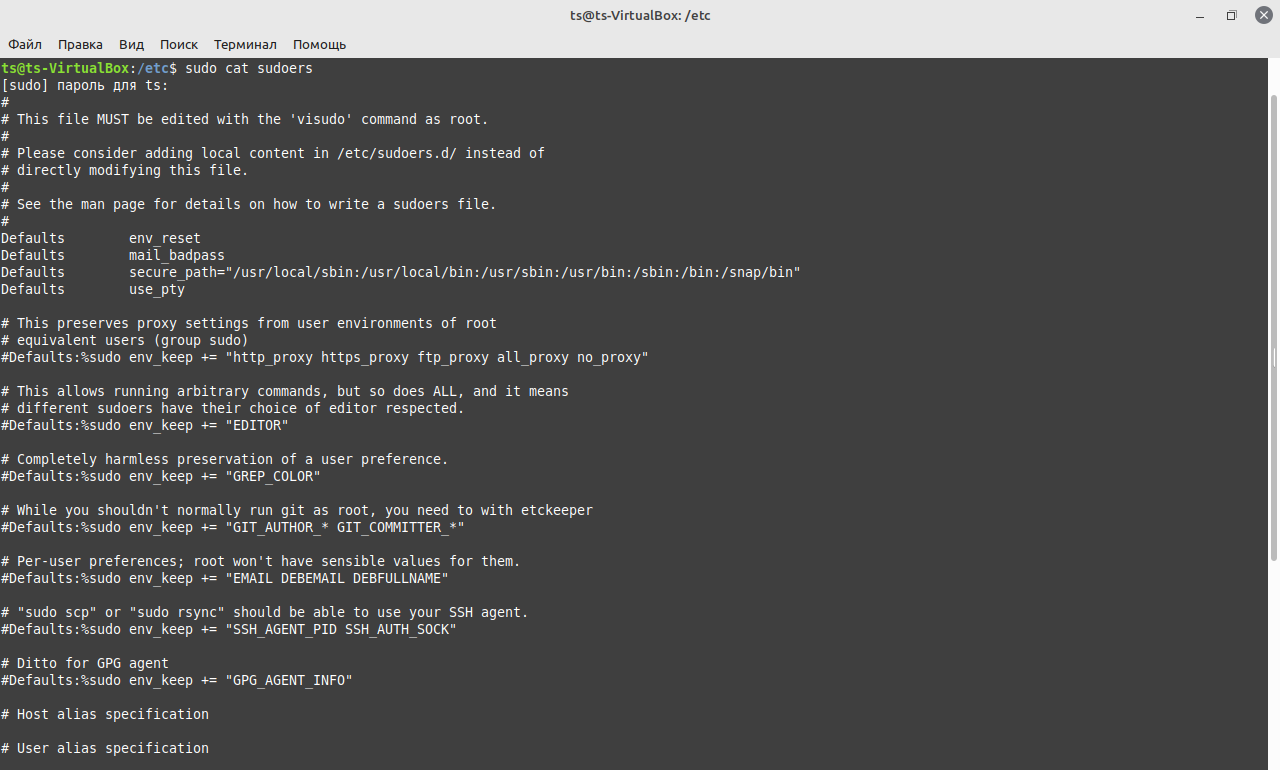 ts@ts-VirtualBox: /etc
Файл Правка Вид Поиск Терминал Помощь
ts@ts-VirtualBox:/etc$ sudo cat sudoers
[sudo] пароль для ts:
#
# This file MUST be edited with the 'visudo' command as root.
#
# Please consider adding local content in /etc/sudoers.d/ instead of
# directly modifying this file.
#
# See the man page for details on how to write a sudoers file.
#
Defaults        env_reset
Defaults        mail_badpass
Defaults        secure_path="/usr/local/sbin:/usr/local/bin:/usr/sbin:/usr/bin:/sbin:/bin:/snap/bin"
Defaults        use_pty

# This preserves proxy settings from user environments of root
# equivalent users (group sudo)
#Defaults:%sudo env_keep += "http_proxy https_proxy ftp_proxy all_proxy no_proxy"

# This allows running arbitrary commands, but so does ALL, and it means
# different sudoers have their choice of editor respected.
#Defaults:%sudo env_keep += "EDITOR"

# Completely harmless preservation of a user preference.
#Defaults:%sudo env_keep += "GREP_COLOR"

# While you shouldn't normally run git as root, you need to with etckeeper
#Defaults:%sudo env_keep += "GIT_AUTHOR_* GIT_COMMITTER_*"

# Per-user preferences; root won't have sensible values for them.
#Defaults:%sudo env_keep += "EMAIL DEBEMAIL DEBFULLNAME"

# "sudo scp" or "sudo rsync" should be able to use your SSH agent.
#Defaults:%sudo env_keep += "SSH_AGENT_PID SSH_AUTH_SOCK"

# Ditto for GPG agent
#Defaults:%sudo env_keep += "GPG_AGENT_INFO"

# Host alias specification

# User alias specification